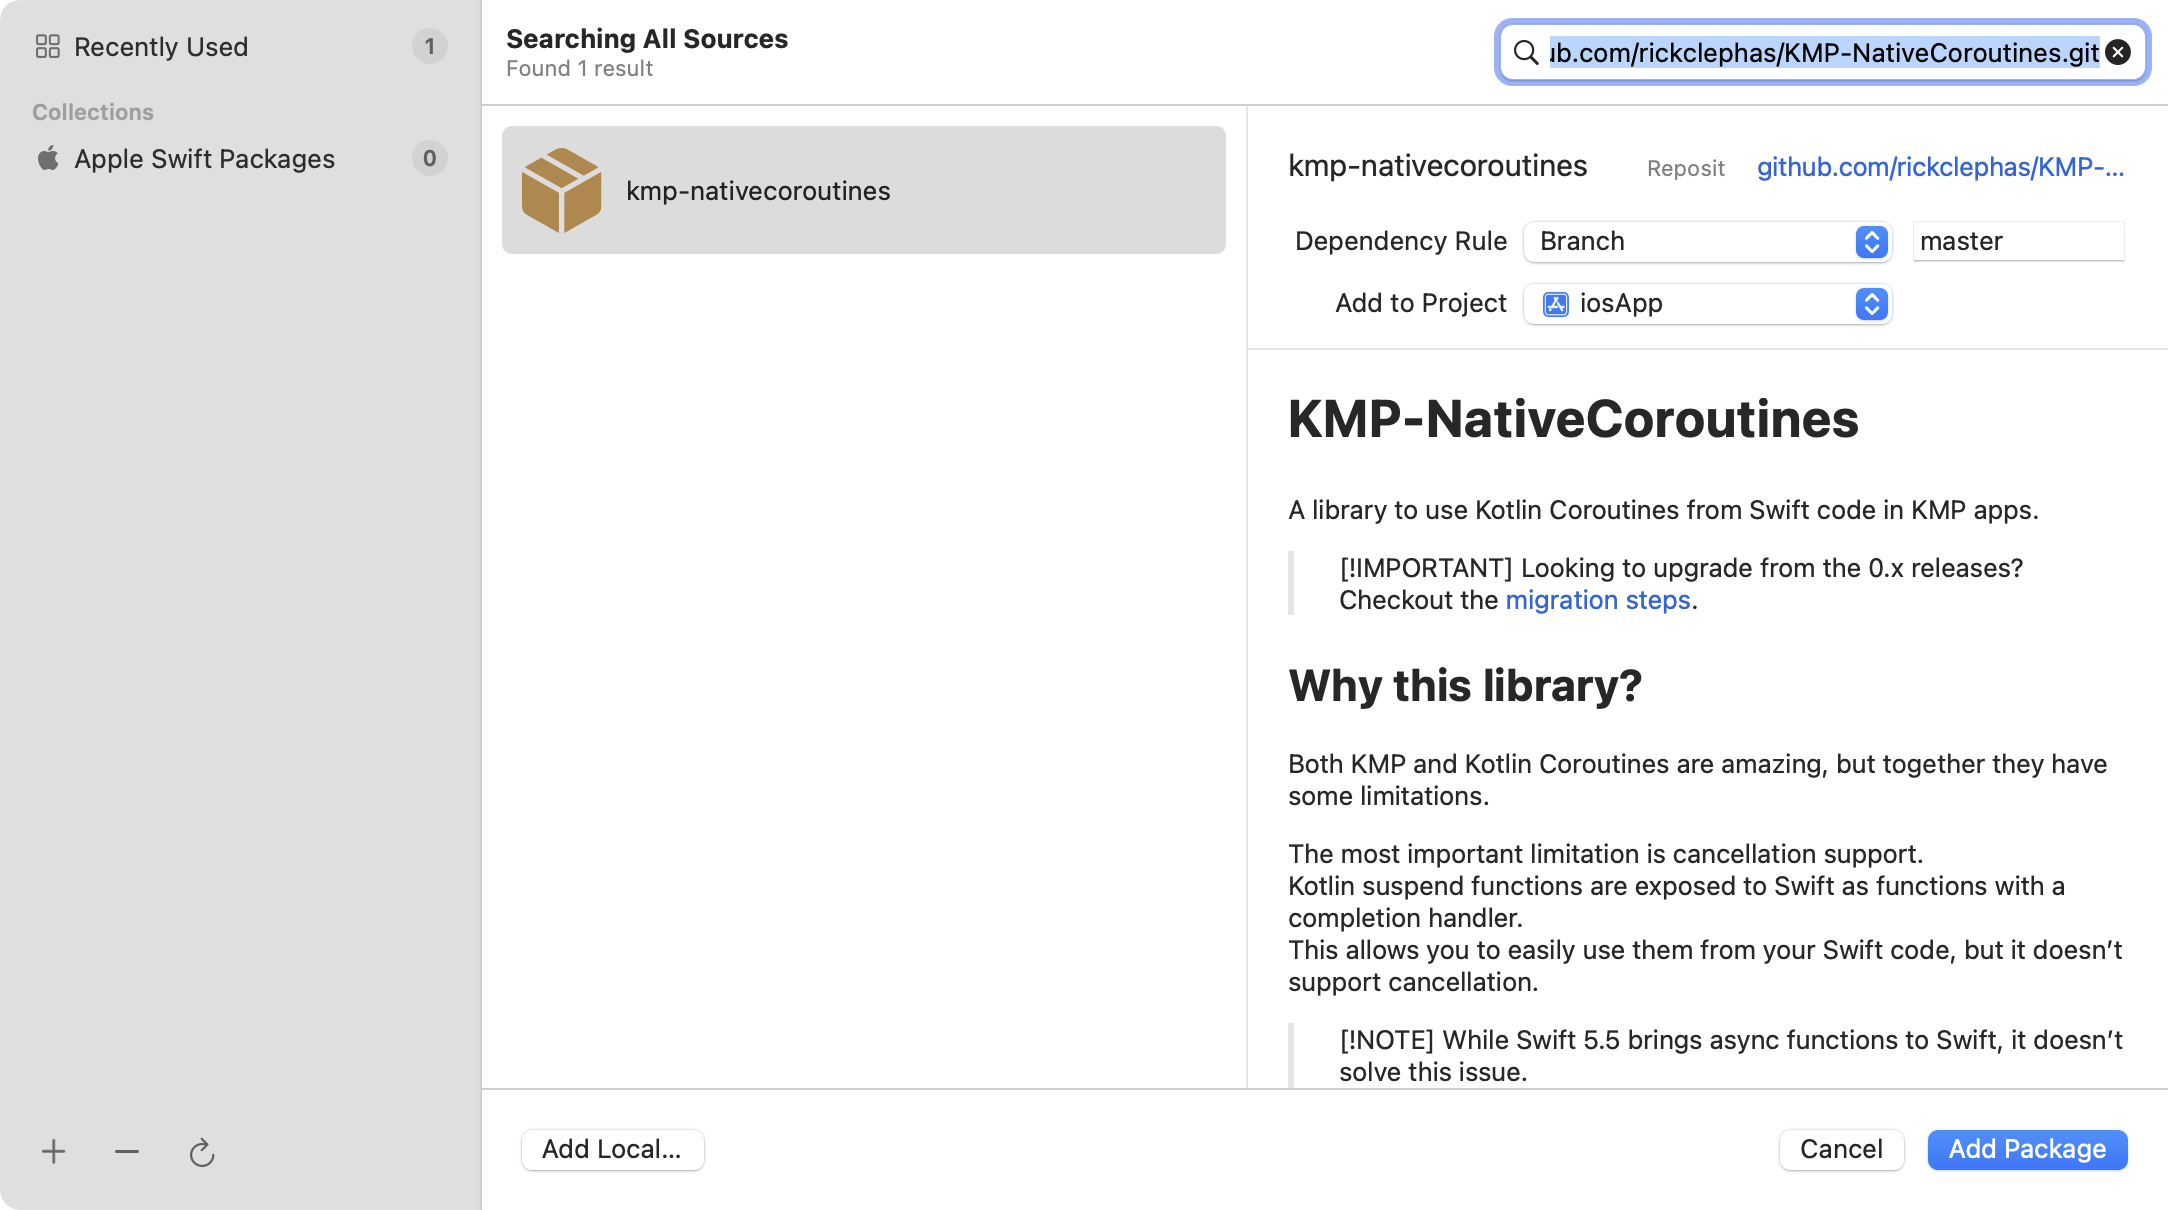 Recently Used 1
Collections
Apple Swift Packages 0
Searching All Sources
Found 1 result
ub.com/rickclephas/KMP-NativeCoroutines.git
kmp-nativecoroutines
kmp-nativecoroutines Reposit github.com/rickclephas/KMP-...
Dependency Rule Branch master
Add to Project iosApp
KMP-NativeCoroutines
A library to use Kotlin Coroutines from Swift code in KMP apps.
[!IMPORTANT] Looking to upgrade from the 0.x releases?
Checkout the migration steps.
Why this library?
Both KMP and Kotlin Coroutines are amazing, but together they have
some limitations.
The most important limitation is cancellation support.
Kotlin suspend functions are exposed to Swift as functions with a
completion handler.
This allows you to easily use them from your Swift code, but it doesn’t
support cancellation.
[!NOTE] While Swift 5.5 brings async functions to Swift, it doesn’t
solve this issue.
Add Local... Cancel Add Package